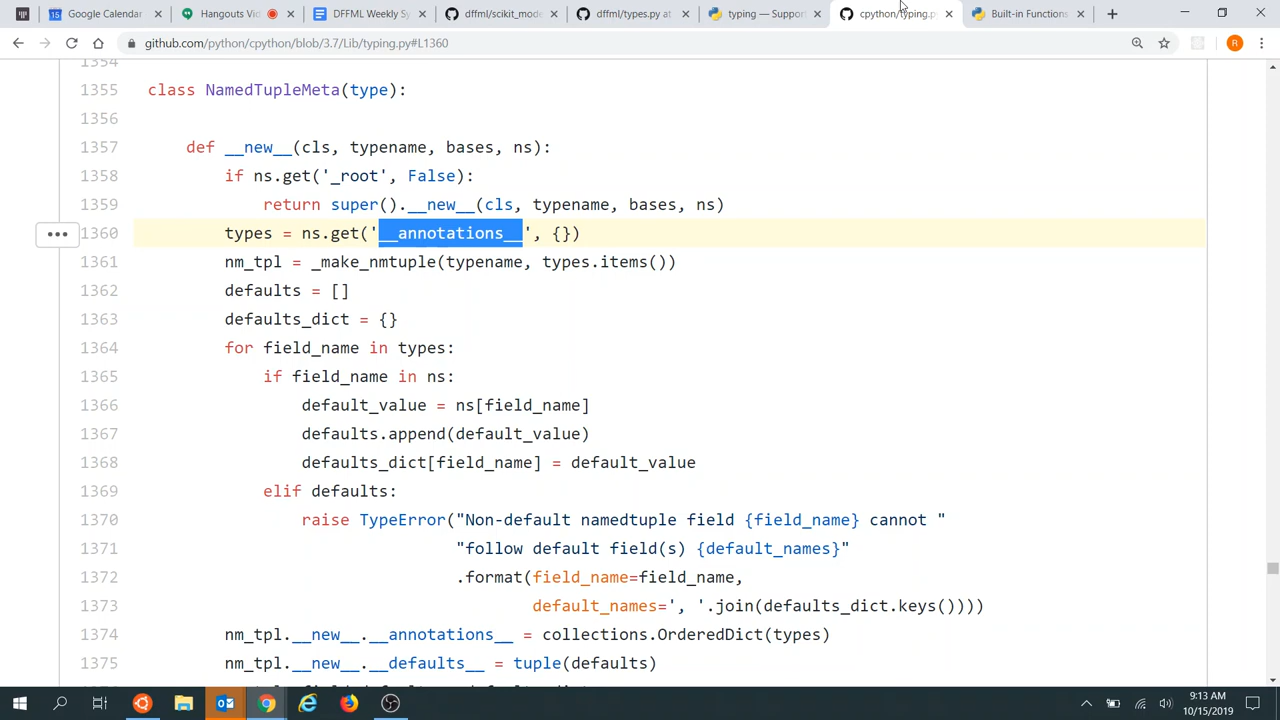 Google Calendar
Hangouts Vid
DFFML Weekly Sy
dffml/scikit_mode
dffml/types.py at
typing — Support
cpython/typing.p
Built-in Functions
github.com/python/cpython/blob/3.7/Lib/typing.py#L1360
R
1354
1355 class NamedTupleMeta(type):
1356
1357 def __new__(cls, typename, bases, ns):
1358 if ns.get('_root', False):
1359 return super().__new__(cls, typename, bases, ns)
1360 types = ns.get('__annotations__', {})
1361 nm_tpl = _make_nmtuple(typename, types.items())
1362 defaults = []
1363 defaults_dict = {}
1364 for field_name in types:
1365 if field_name in ns:
1366 default_value = ns[field_name]
1367 defaults.append(default_value)
1368 defaults_dict[field_name] = default_value
1369 elif defaults:
1370 raise TypeError("Non-default namedtuple field {field_name} cannot "
1371 "follow default field(s) {default_names}"
1372 .format(field_name=field_name,
1373 default_names=', '.join(defaults_dict.keys())))
1374 nm_tpl.__new__.__annotations__ = collections.OrderedDict(types)
1375 nm_tpl.__new__.__defaults__ = tuple(defaults)
9:13 AM
10/15/2019